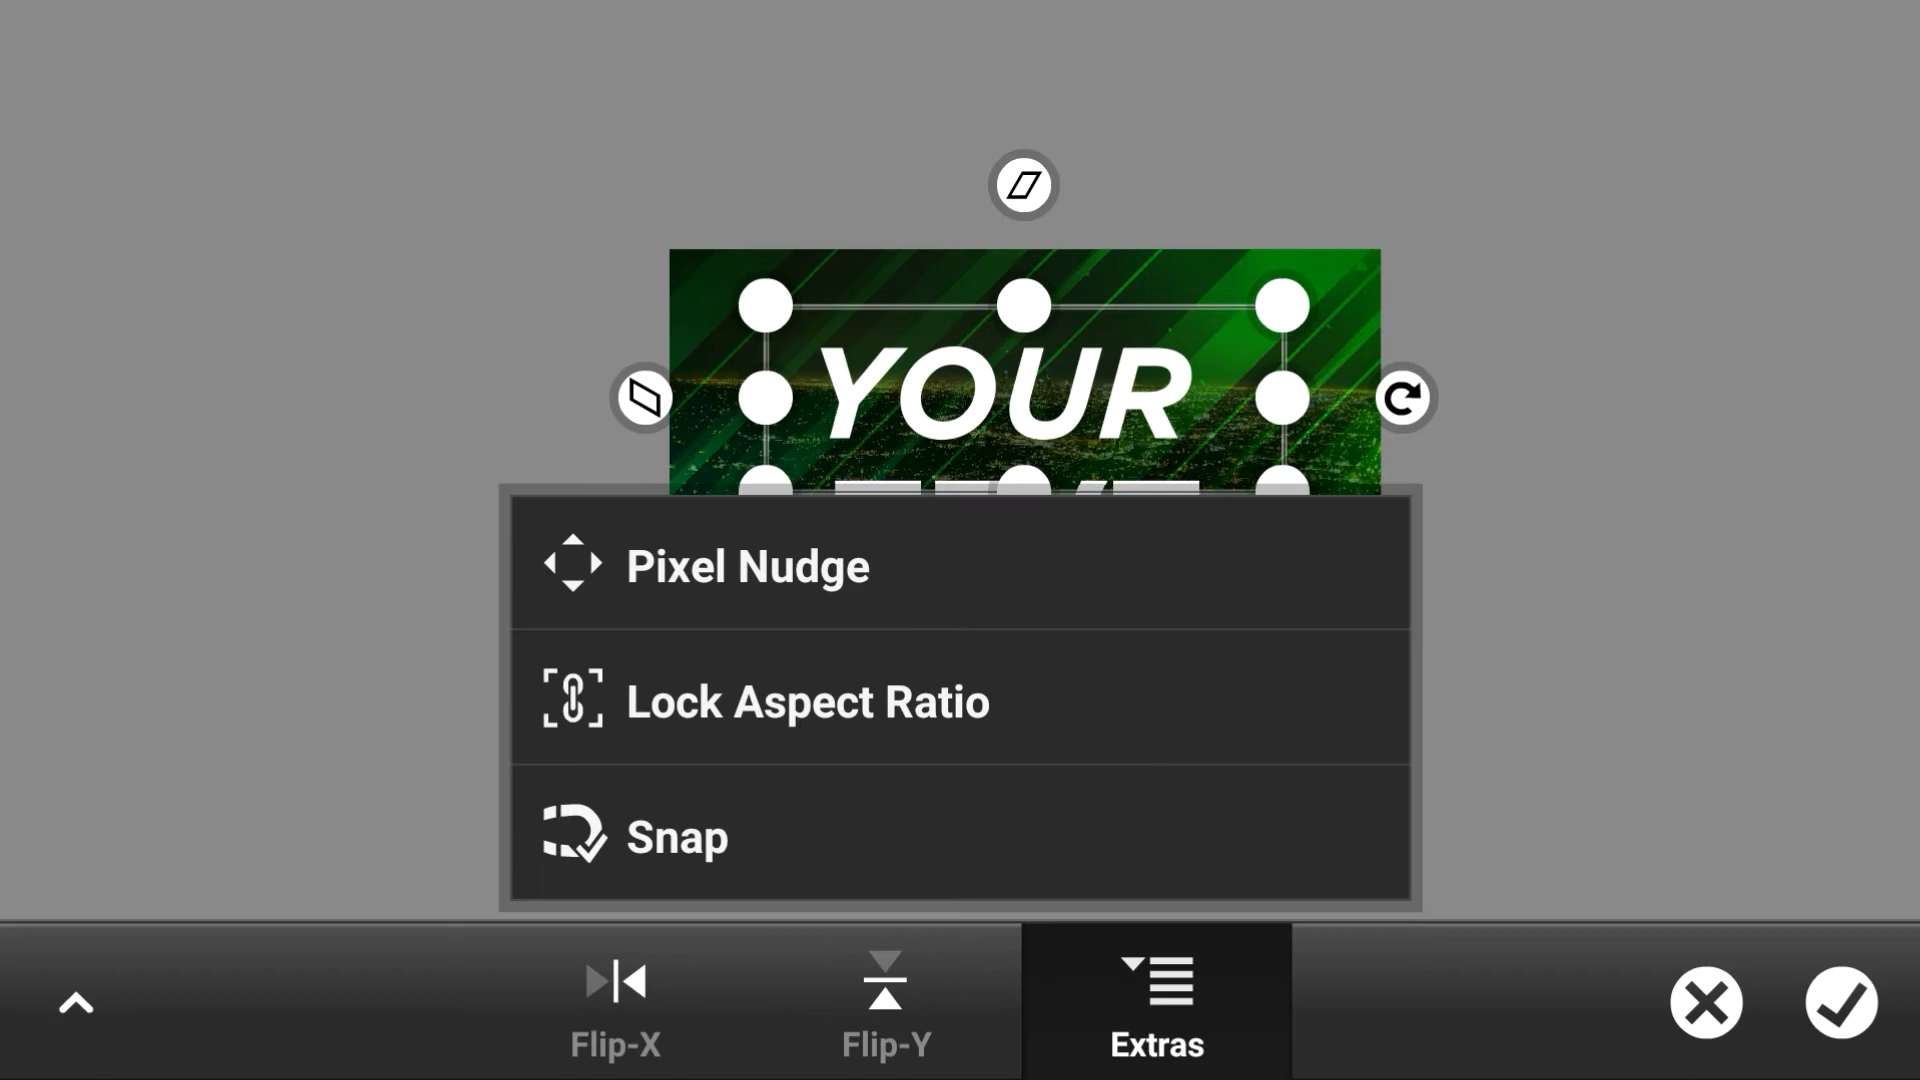 YOUR
Pixel Nudge
Lock Aspect Ratio
Snap
Flip-X
Flip-Y
Extras